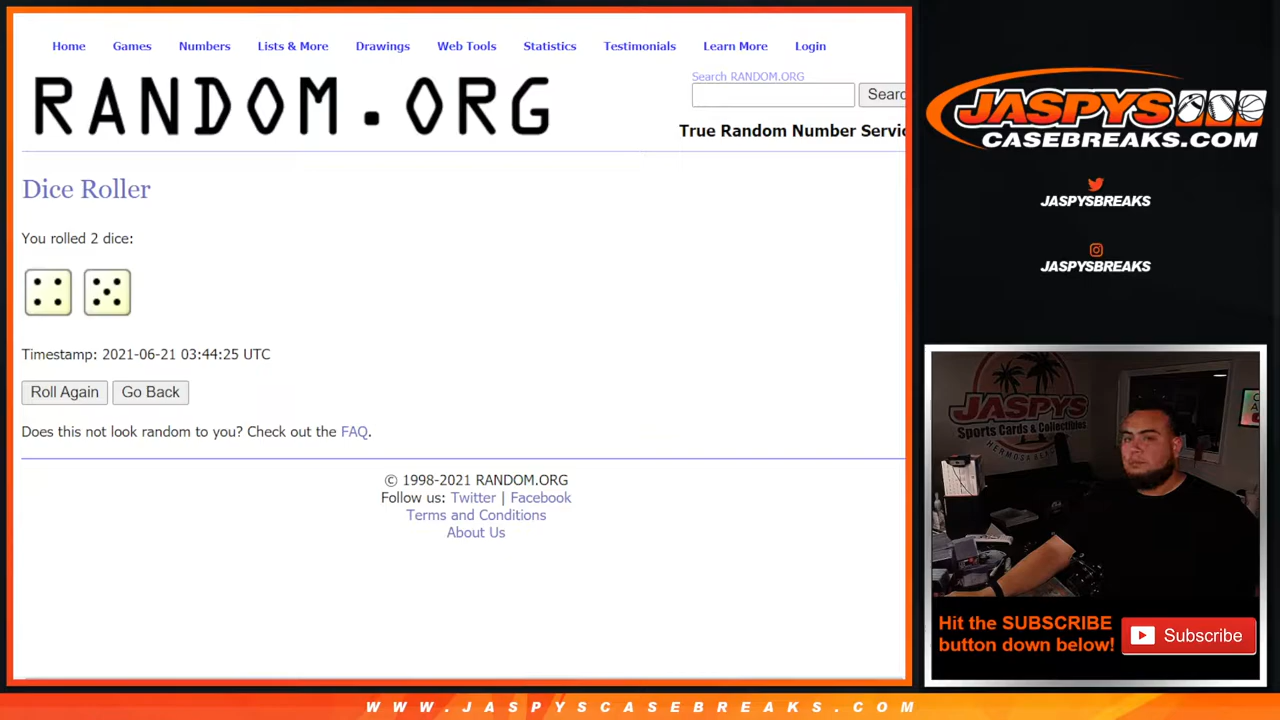 Home Games Numbers Lists & More Drawings Web Tools Statistics Testimonials Learn More Login
RANDOM.ORG
Search RANDOM.ORG
True Random Number Servic
Dice Roller
You rolled 2 dice:
Timestamp: 2021-06-21 03:44:25 UTC
Roll Again Go Back
Does this not look random to you? Check out the FAQ.
© 1998-2021 RANDOM.ORG
Follow us: Twitter | Facebook
Terms and Conditions
About Us
JASPYS
CASEBREAKS.COM
JASPYSBREAKS
JASPYSBREAKS
JASPYS
Sports Cards & Collectibles
Hit the SUBSCRIBE
button down below!
Subscribe
WWW.JASPYSCASEBREAKS.COM